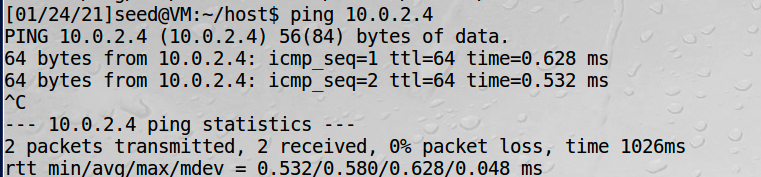 [01/24/21]seed@VM:~/host$ ping 10.0.2.4
PING 10.0.2.4 (10.0.2.4) 56(84) bytes of data.
64 bytes from 10.0.2.4: icmp_seq=1 ttl=64 time=0.628 ms
64 bytes from 10.0.2.4: icmp_seq=2 ttl=64 time=0.532 ms
^C
--- 10.0.2.4 ping statistics ---
2 packets transmitted, 2 received, 0% packet loss, time 1026ms
rtt min/avg/max/mdev = 0.532/0.580/0.628/0.048 ms